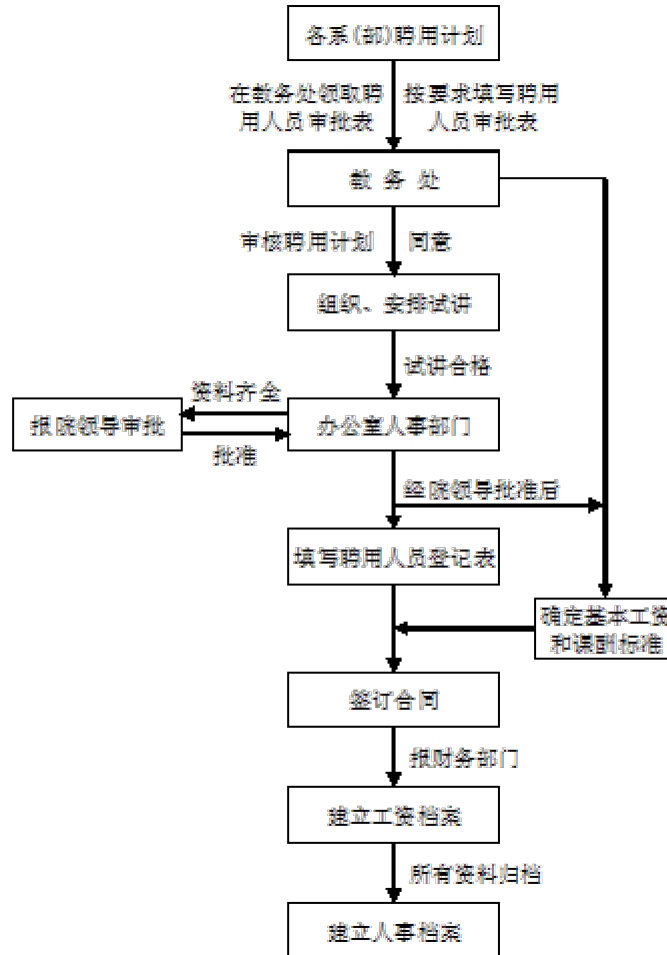 各系(部)聘用计划
在教务处领取聘
用人员审批表
按要求填写聘用
人员审批表
教 务 处
审核聘用计划
同意
组织、安排试讲
试讲合格
资料齐全
报院领导审批
办公室人事部门
批准
经院领导批准后
填写聘用人员登记表
确定基本工资
和课酬标准
签订合同
报财务部门
建立工资档案
所有资料归档
建立人事档案